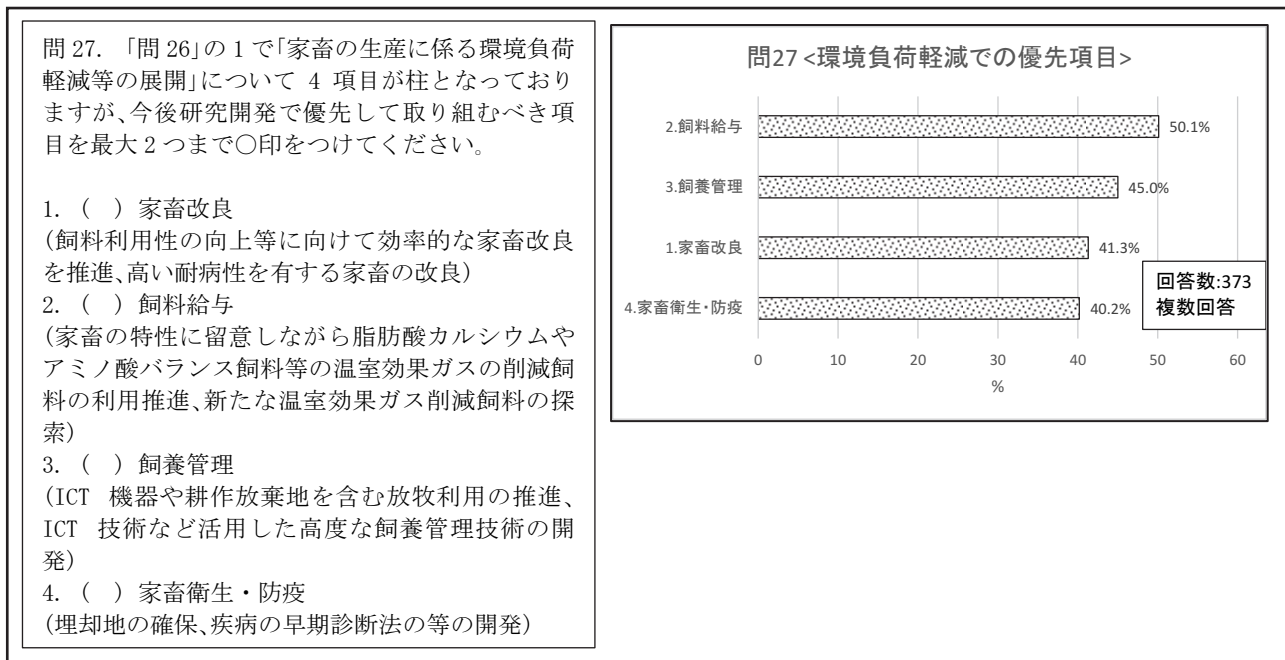 問 27. 「問 26」の 1 で「家畜の生産に係る環境負荷
軽減等の展開」について 4 項目が柱となっており
ますが、今後研究開発で優先して取り組むべき項
目を最大 2 つまで〇印をつけてください。
1. ( ) 家畜改良
(飼料利用性の向上等に向けて効率的な家畜改良
を推進、高い耐病性を有する家畜の改良)
2. ( ) 飼料給与
(家畜の特性に留意しながら脂肪酸カルシウムや
アミノ酸バランス飼料等の温室効果ガスの削減飼
料の利用推進、新たな温室効果ガス削減飼料の探
索)
3. ( ) 飼養管理
(ICT 機器や耕作放棄地を含む放牧利用の推進、
ICT 技術など活用した高度な飼養管理技術の開
発)
4. ( ) 家畜衛生・防疫
(埋却地の確保、疾病の早期診断法の等の開発)
問27 <環境負荷軽減での優先項目>
2.飼料給与 50.1%
3.飼養管理 45.0%
1.家畜改良 41.3%
4.家畜衛生・防疫 40.2%
回答数:373
複数回答
0 10 20 30 40 50 60
%